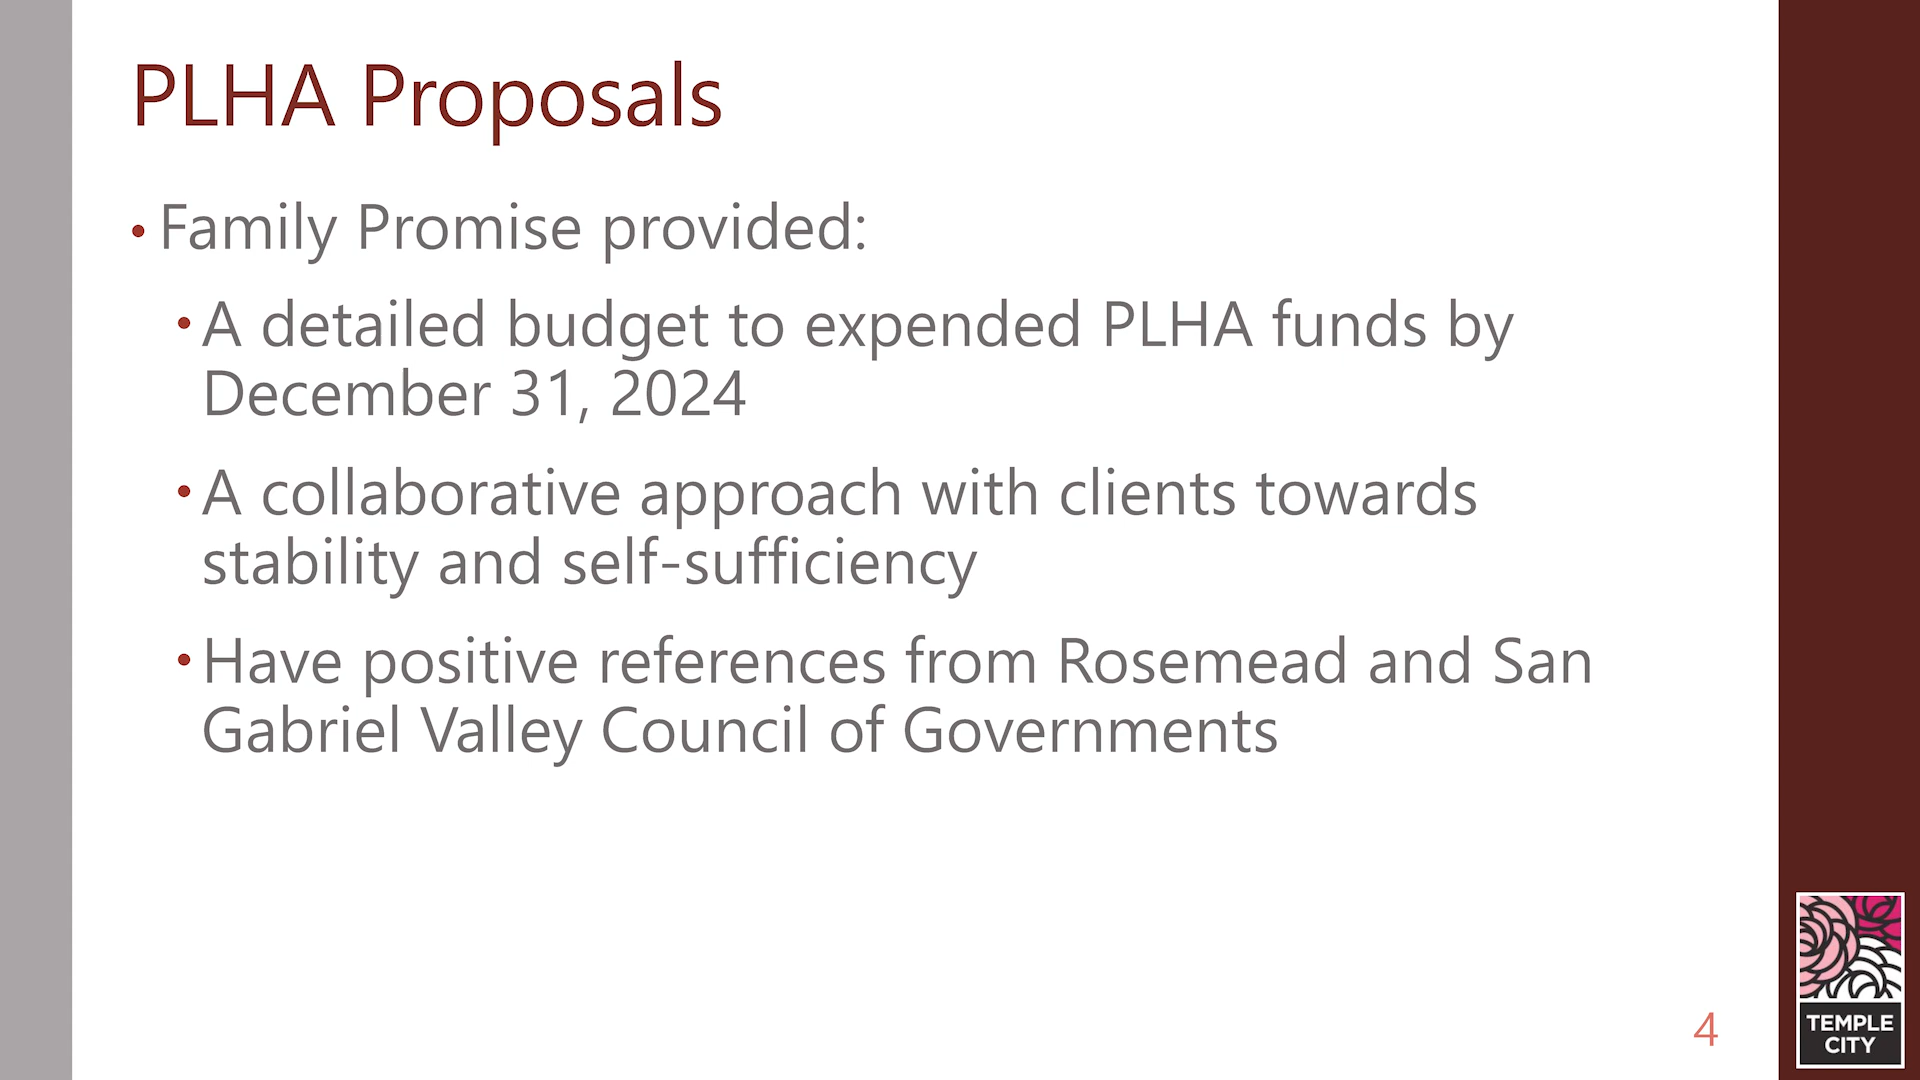 PLHA Proposals
• Family Promise provided:
• A detailed budget to expended PLHA funds by
December 31, 2024
• A collaborative approach with clients towards
stability and self-sufficiency
• Have positive references from Rosemead and San
Gabriel Valley Council of Governments
4
TEMPLE
CITY